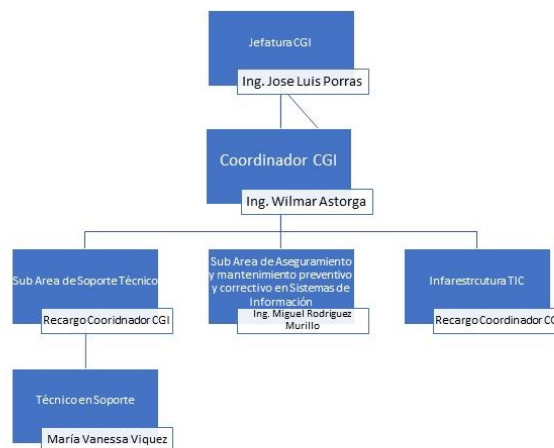 Jefatura CGI
Ing. Jose Luis Porras
Coordinador CGI
Ing. Wilmar Astorga
Sub Area de Soporte Técnico
Recargo Cooridnador CGI
Sub Area de Aseguramiento
y mantenimiento preventivo
y correctivo en Sistemas de
Información
Ing. Miguel Rodriguez
Murillo
Infarestrcutura TIC
Recargo Coordinador CG
Técnico en Soporte
María Vanessa Viquez